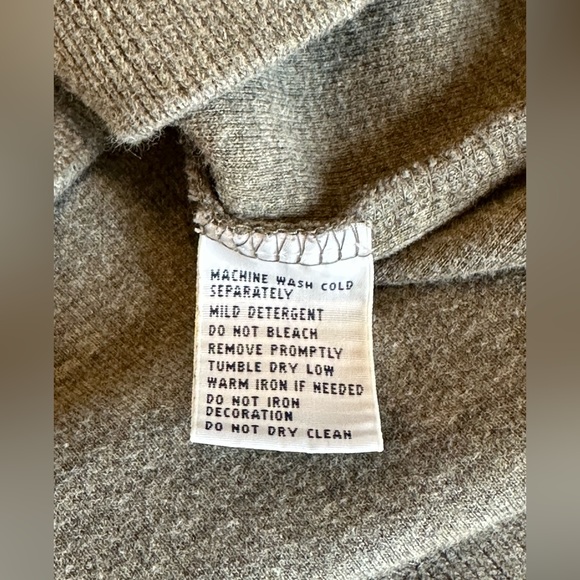 MACHINE WASH COLD
SEPARATELY
MILD DETERGENT
DO NOT BLEACH
REMOVE PROMPTLY
TUMBLE DRY LOW
WARM IRON IF NEEDED
DO NOT IRON
DECORATION
DO NOT DRY CLEAN